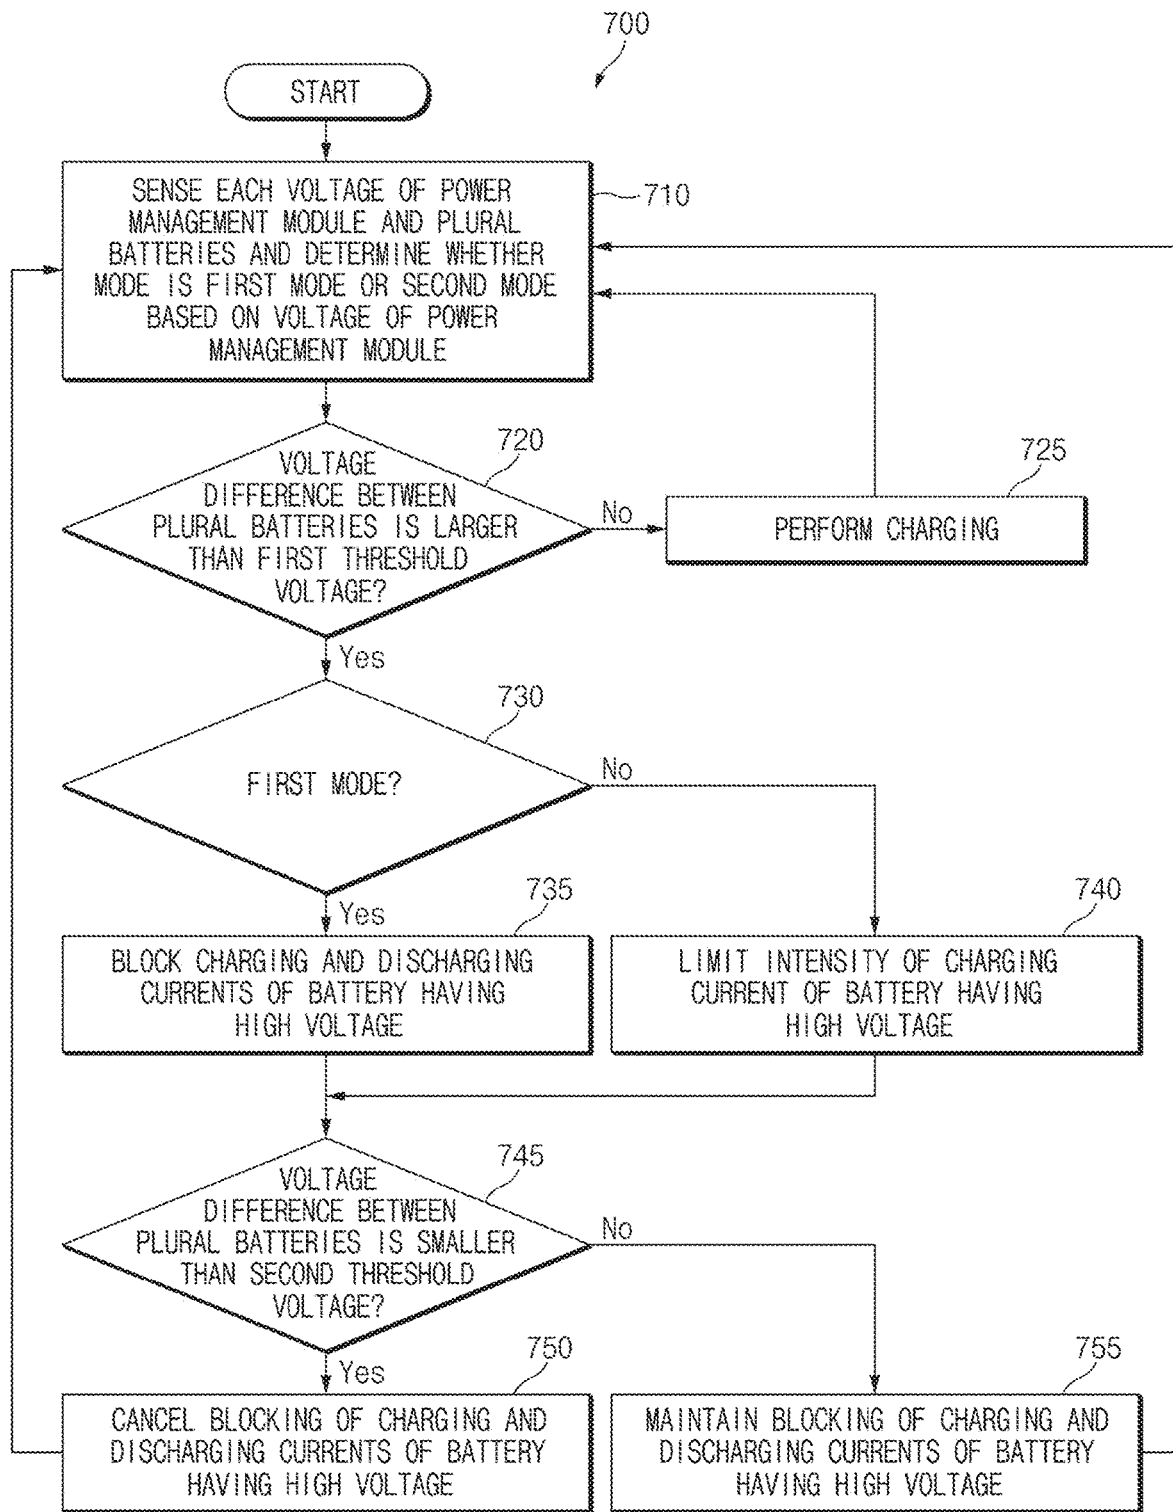 700
START
SENSE EACH VOLTAGE OF POWER
MANAGEMENT MODULE AND PLURAL
BATTERIES AND DETERMINE WHETHER
MODE IS FIRST MODE OR SECOND MODE
BASED ON VOLTAGE OF POWER
MANAGEMENT MODULE
710
720
VOLTAGE
DIFFERENCE BETWEEN
PLURAL BATTERIES IS LARGER
THAN FIRST THRESHOLD
VOLTAGE?
No
725
PERFORM CHARGING
Yes
730
FIRST MODE?
No
Yes
735
BLOCK CHARGING AND DISCHARGING
CURRENTS OF BATTERY HAVING
HIGH VOLTAGE
740
LIMIT INTENSITY OF CHARGING
CURRENT OF BATTERY HAVING
HIGH VOLTAGE
745
VOLTAGE
DIFFERENCE BETWEEN
PLURAL BATTERIES IS SMALLER
THAN SECOND THRESHOLD
VOLTAGE?
No
Yes
750
CANCEL BLOCKING OF CHARGING AND
DISCHARGING CURRENTS OF BATTERY
HAVING HIGH VOLTAGE
755
MAINTAIN BLOCKING OF CHARGING AND
DISCHARGING CURRENTS OF BATTERY
HAVING HIGH VOLTAGE